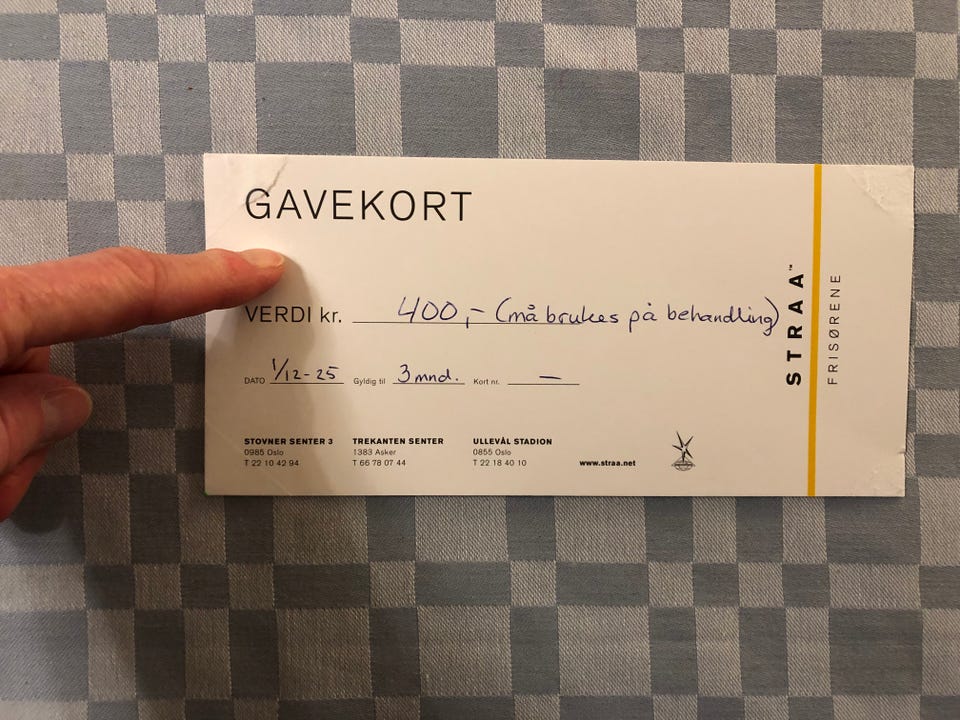 GAVEKORT
VERDI kr. 400,- (må brukes på behandling)
DATO 1/12-25 Gyldig til 3 mnd. Kort nr. —
STOVNER SENTER 3
0985 Oslo
T 22 10 42 94
TREKANTEN SENTER
1383 Asker
T 66 78 07 44
ULLEVÅL STADION
0855 Oslo
T 22 18 40 10
www.straa.net
STRAA™
FRISØRENE